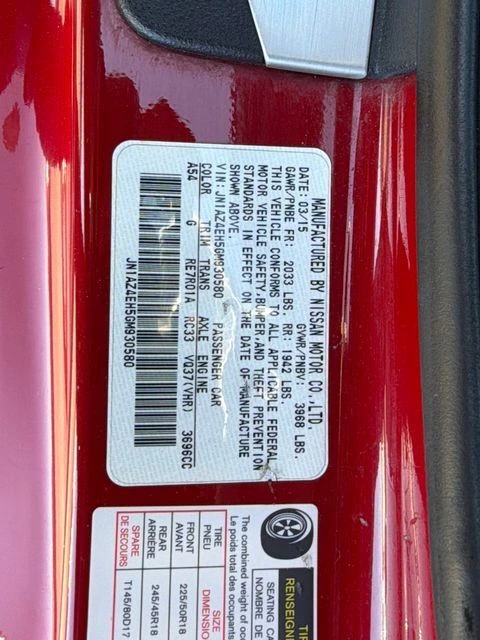 MANUFACTURED BY NISSAN MOTOR CO.,LTD.
DATE: 03/15 GVWR/PNBV: 3968 LBS.
GAWR/PNBE FR: 2033 LBS. RR: 1942 LBS.
THIS VEHICLE CONFORMS TO ALL APPLICABLE FEDERAL
MOTOR VEHICLE SAFETY,BUMPER,AND THEFT PREVENTION
STANDARDS IN EFFECT ON THE DATE OF MANUFACTURE
SHOWN ABOVE.
VIN:JN1AZ4EH5GM930580 PASSENGER CAR
COLOR TRIM TRANS AXLE ENGINE
A54 G RE7R01A RC33 VQ37(VHR) 3696CC
JN1AZ4EH5GM930580
TIR
RENSEIGNE
SEATING CA
NOMBRE DE
The combined weight of occ
Le poids total des occupants
TIRE
PNEU
SIZE
DIMENSIO
FRONT
AVANT
225/50R18
REAR
ARRIÈRE
245/45R18
SPARE
DE SECOURS
T145/80D17